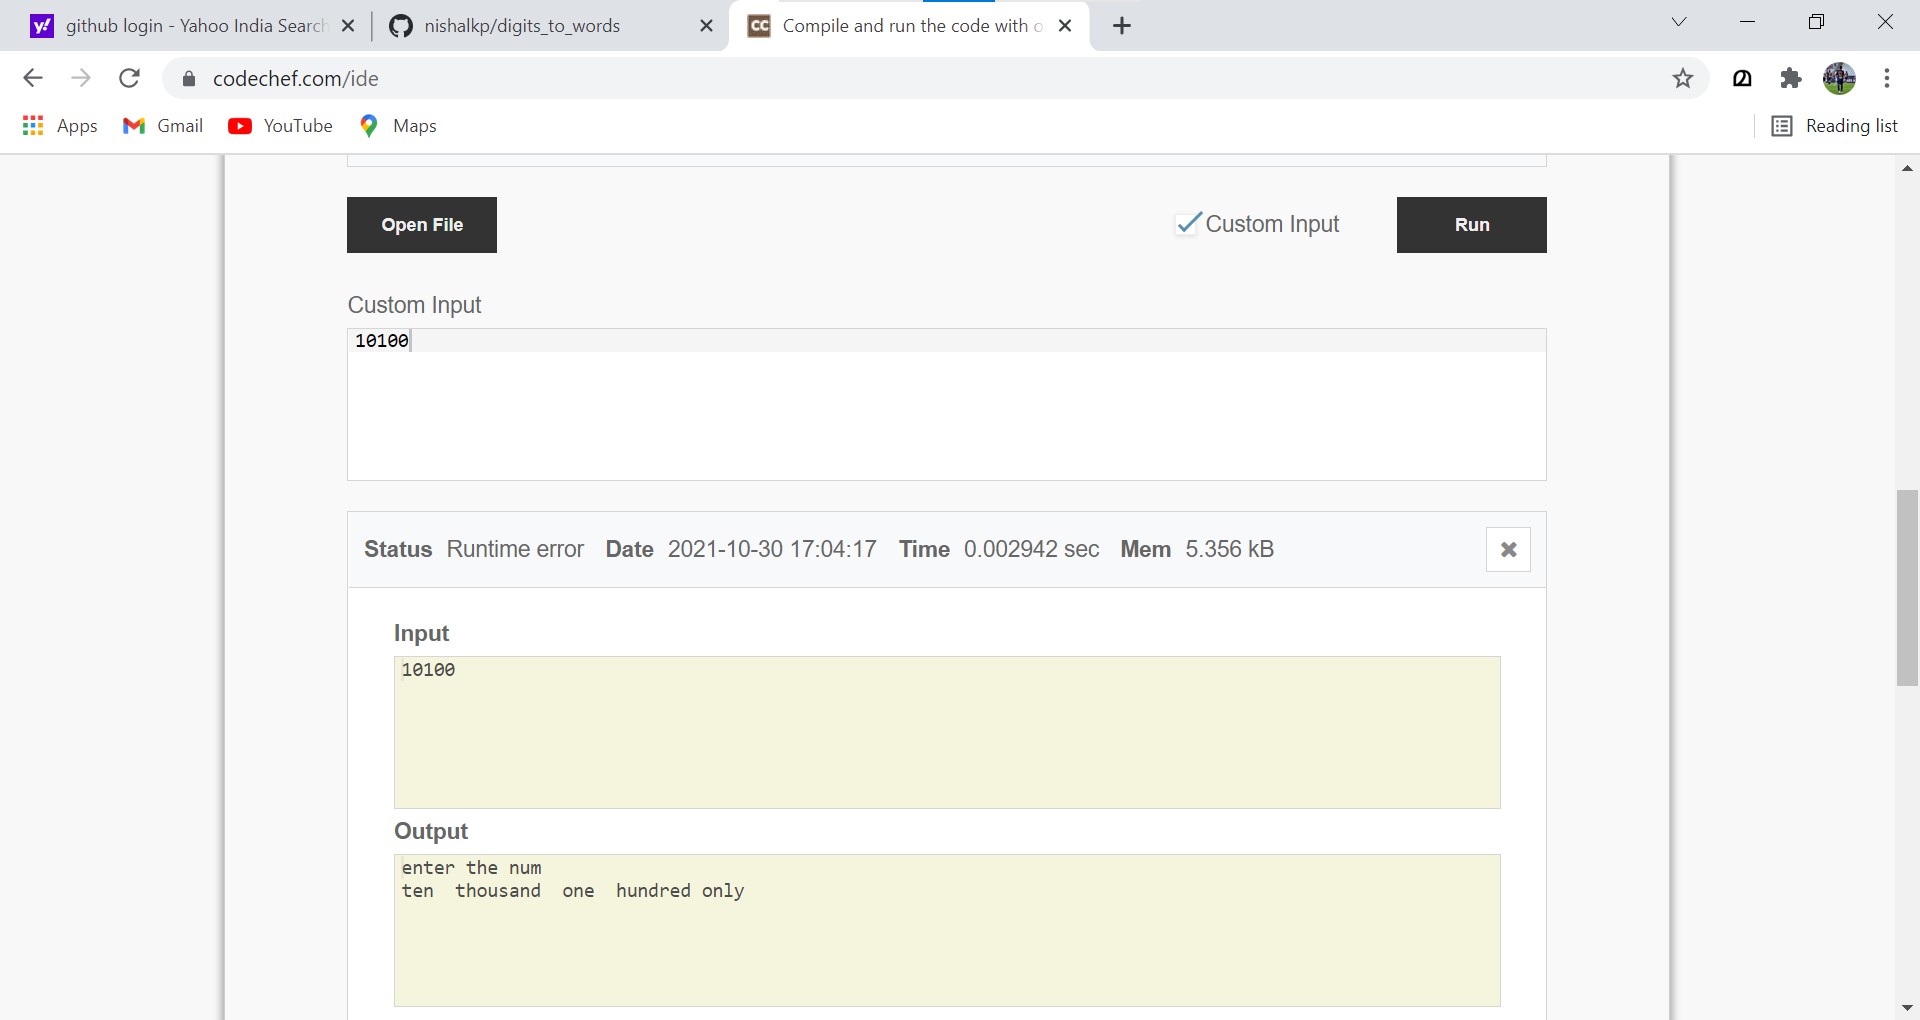 github login - Yahoo India Search
nishalkp/digits_to_words
CC Compile and run the code with o
codechef.com/ide
Apps Gmail YouTube Maps Reading list
Open File Custom Input Run
Custom Input
10100
Status Runtime error Date 2021-10-30 17:04:17 Time 0.002942 sec Mem 5.356 kB
Input
10100
Output
enter the num
ten thousand one hundred only